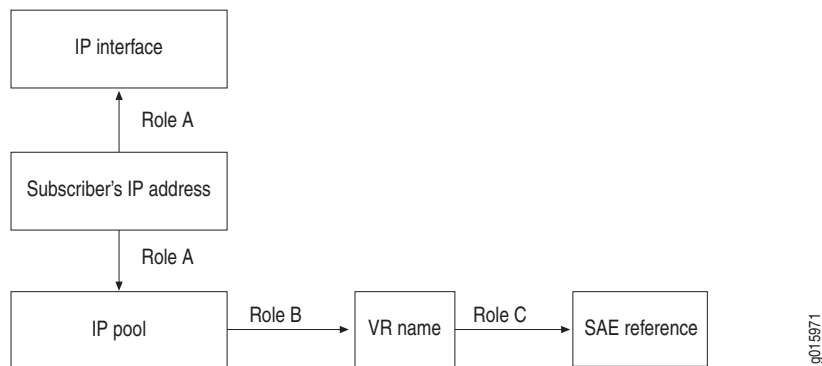 IP interface
Role A
Subscriber's IP address
Role A
IP pool
Role B
VR name
Role C
SAE reference
g015971